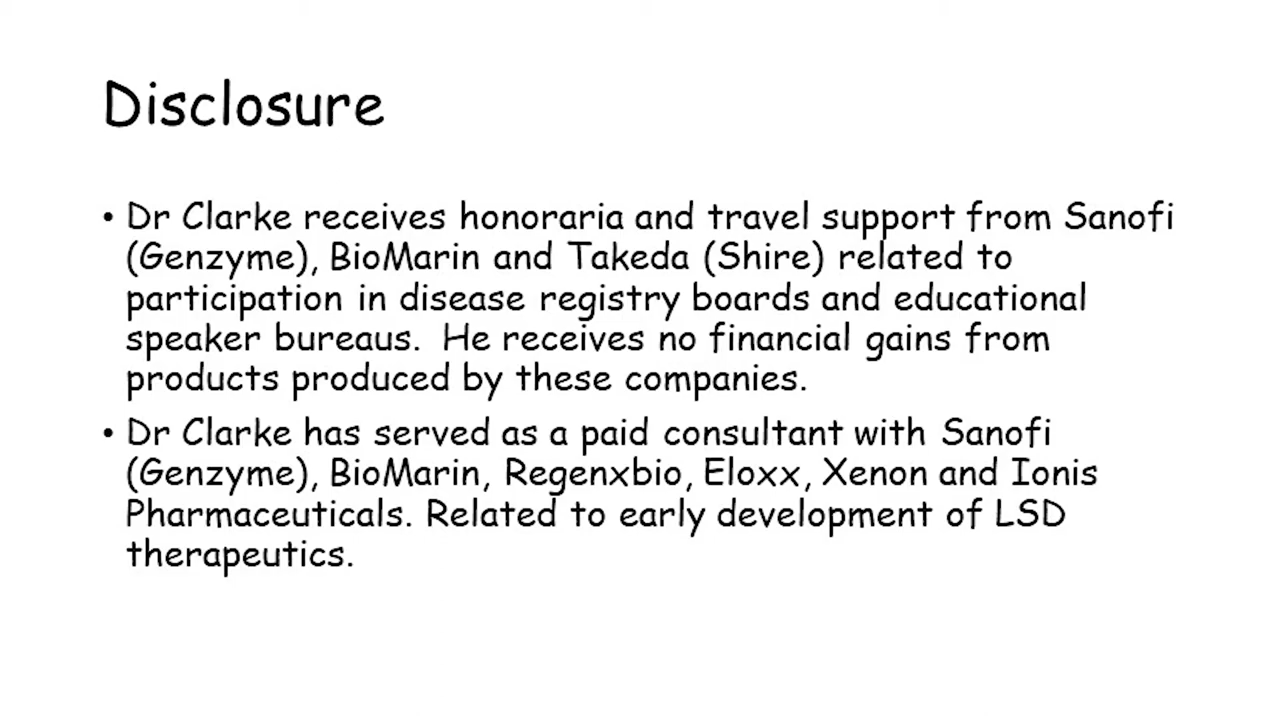 Disclosure
• Dr Clarke receives honoraria and travel support from Sanofi
(Genzyme), BioMarin and Takeda (Shire) related to
participation in disease registry boards and educational
speaker bureaus.  He receives no financial gains from
products produced by these companies.
• Dr Clarke has served as a paid consultant with Sanofi
(Genzyme), BioMarin, Regenxbio, Eloxx, Xenon and Ionis
Pharmaceuticals. Related to early development of LSD
therapeutics.